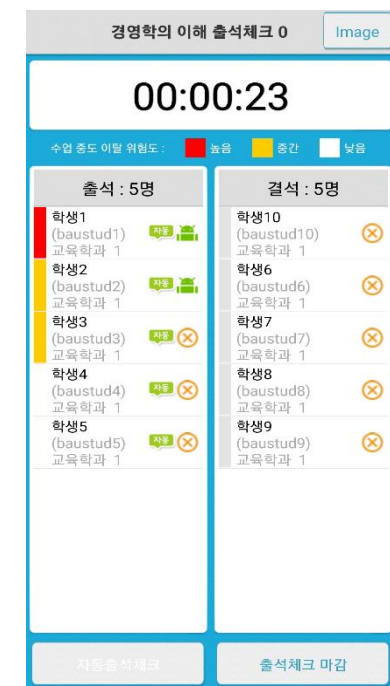 경영학의 이해 출석체크 0
Image
00:00:23
수업 중도 이탈 위험도 : 높음 중간 낮음
출석 : 5명
학생1
(baustud1)
자동
교육학과 1
학생2
(baustud2)
자동
교육학과 1
학생3
(baustud3)
자동
교육학과 1
학생4
(baustud4)
자동
교육학과 1
학생5
(baustud5)
자동
교육학과 1
결석 : 5명
학생10
(baustud10)
교육학과 1
학생6
(baustud6)
교육학과 1
학생7
(baustud7)
교육학과 1
학생8
(baustud8)
교육학과 1
학생9
(baustud9)
교육학과 1
자동출석체크
출석체크 마감